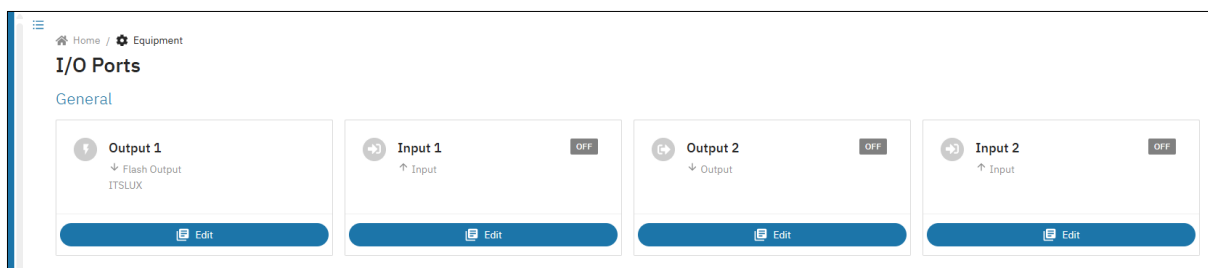 Home / Equipment
I/O Ports
General
Output 1
Flash Output
ITSLUX
Edit
Input 1
OFF
Input
Edit
Output 2
OFF
Output
Edit
Input 2
OFF
Input
Edit